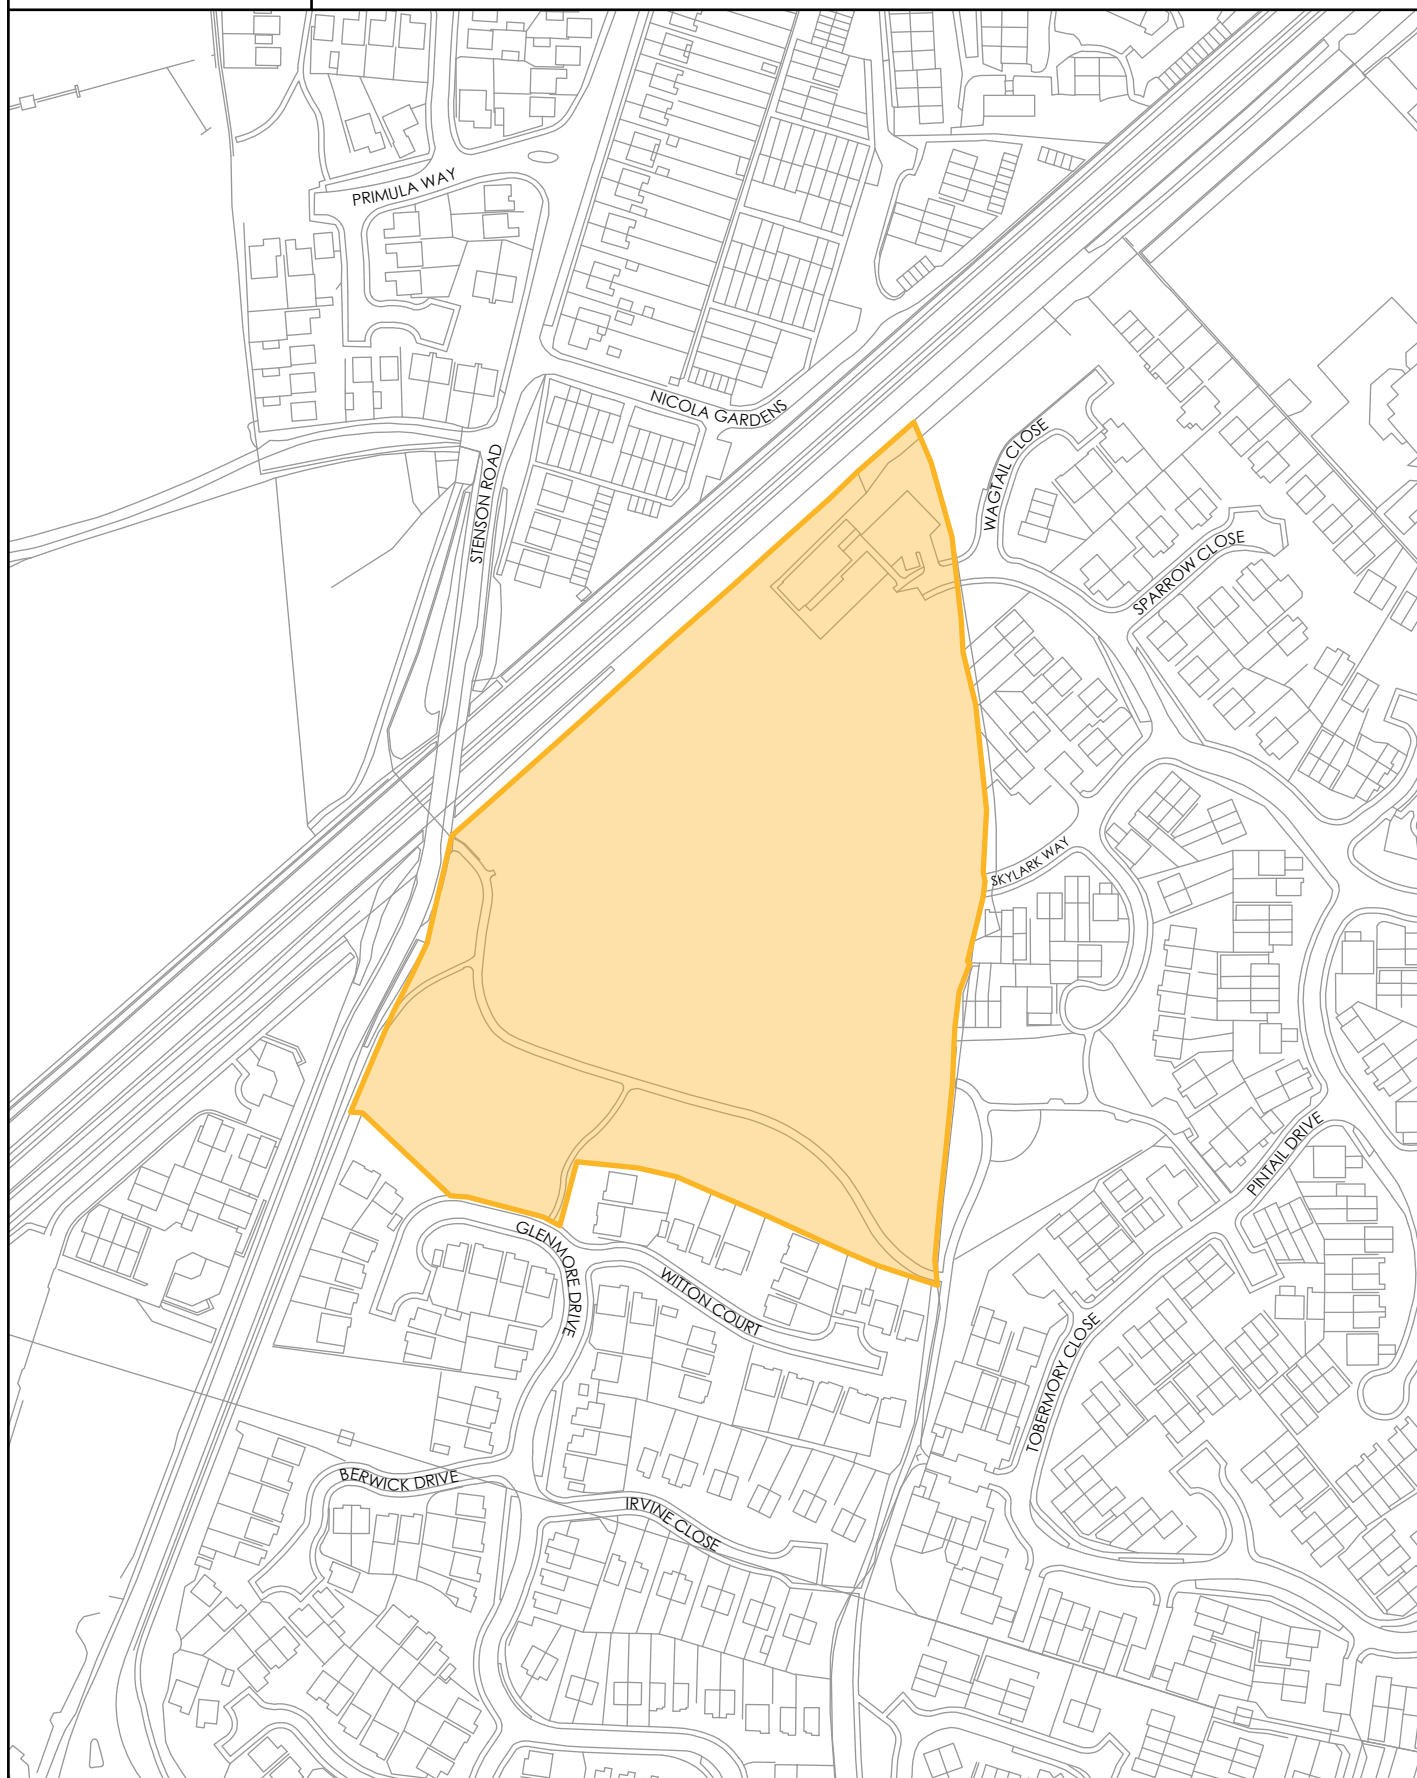 PRIMULA WAY
NICOLA GARDENS
STENSON ROAD
WAGTAIL CLOSE
SPARROW CLOSE
SKYLARK WAY
PINTAIL DRIVE
GLENMORE DRIVE
WITTON COURT
TOBERMORY CLOSE
BERWICK DRIVE
IRVINE CLOSE